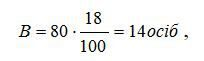 B = 80 · 18/100 = 14осіб ,